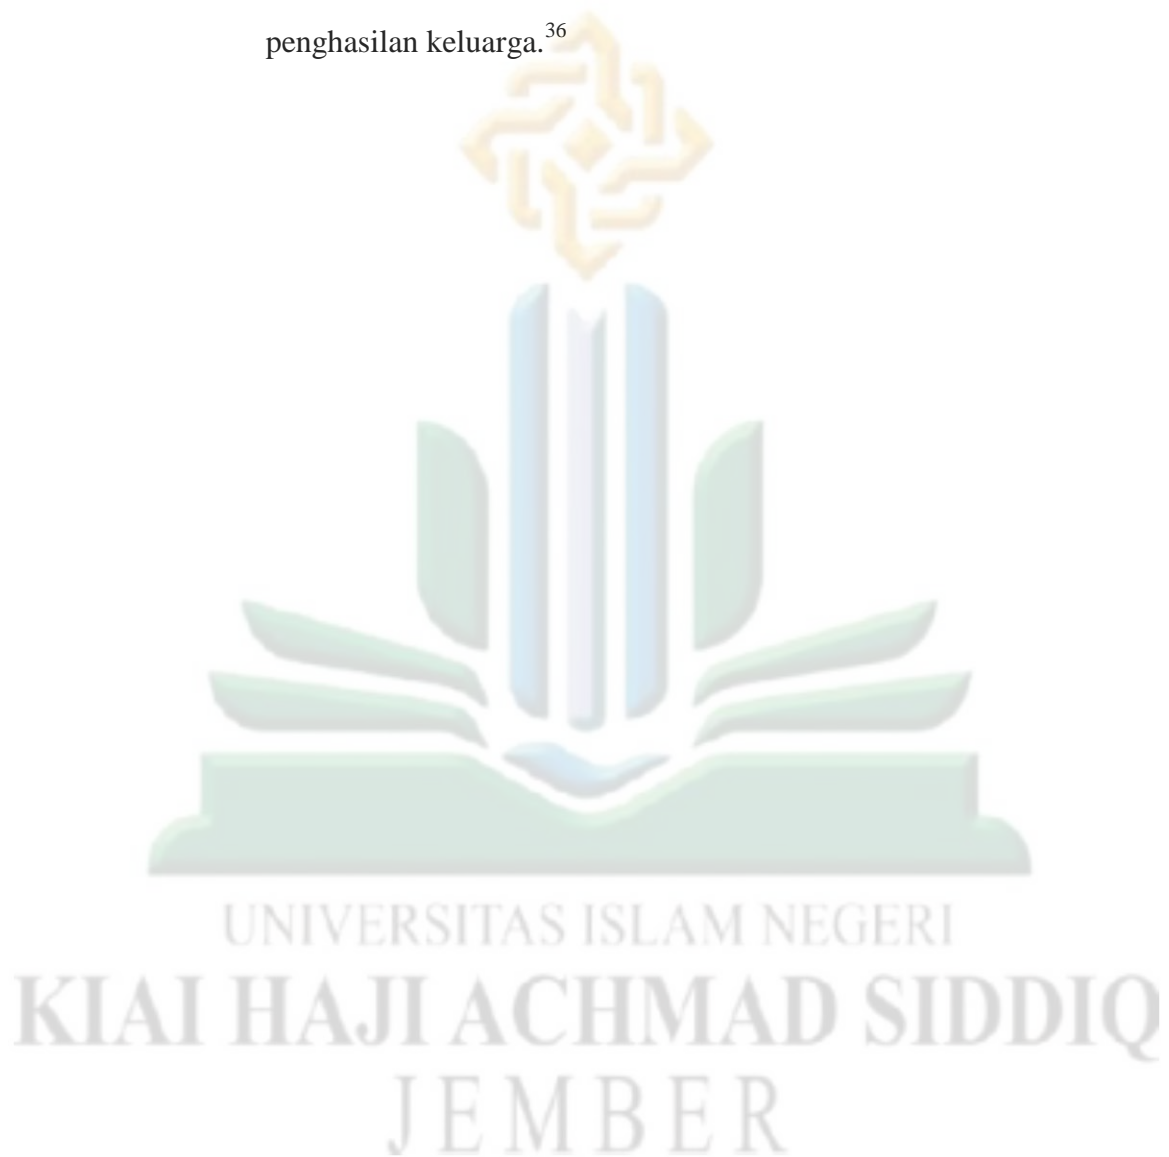 penghasilan keluarga.36
UNIVERSITAS ISLAM NEGERI
KIAI HAJI ACHMAD SIDDIQ
JEMBER